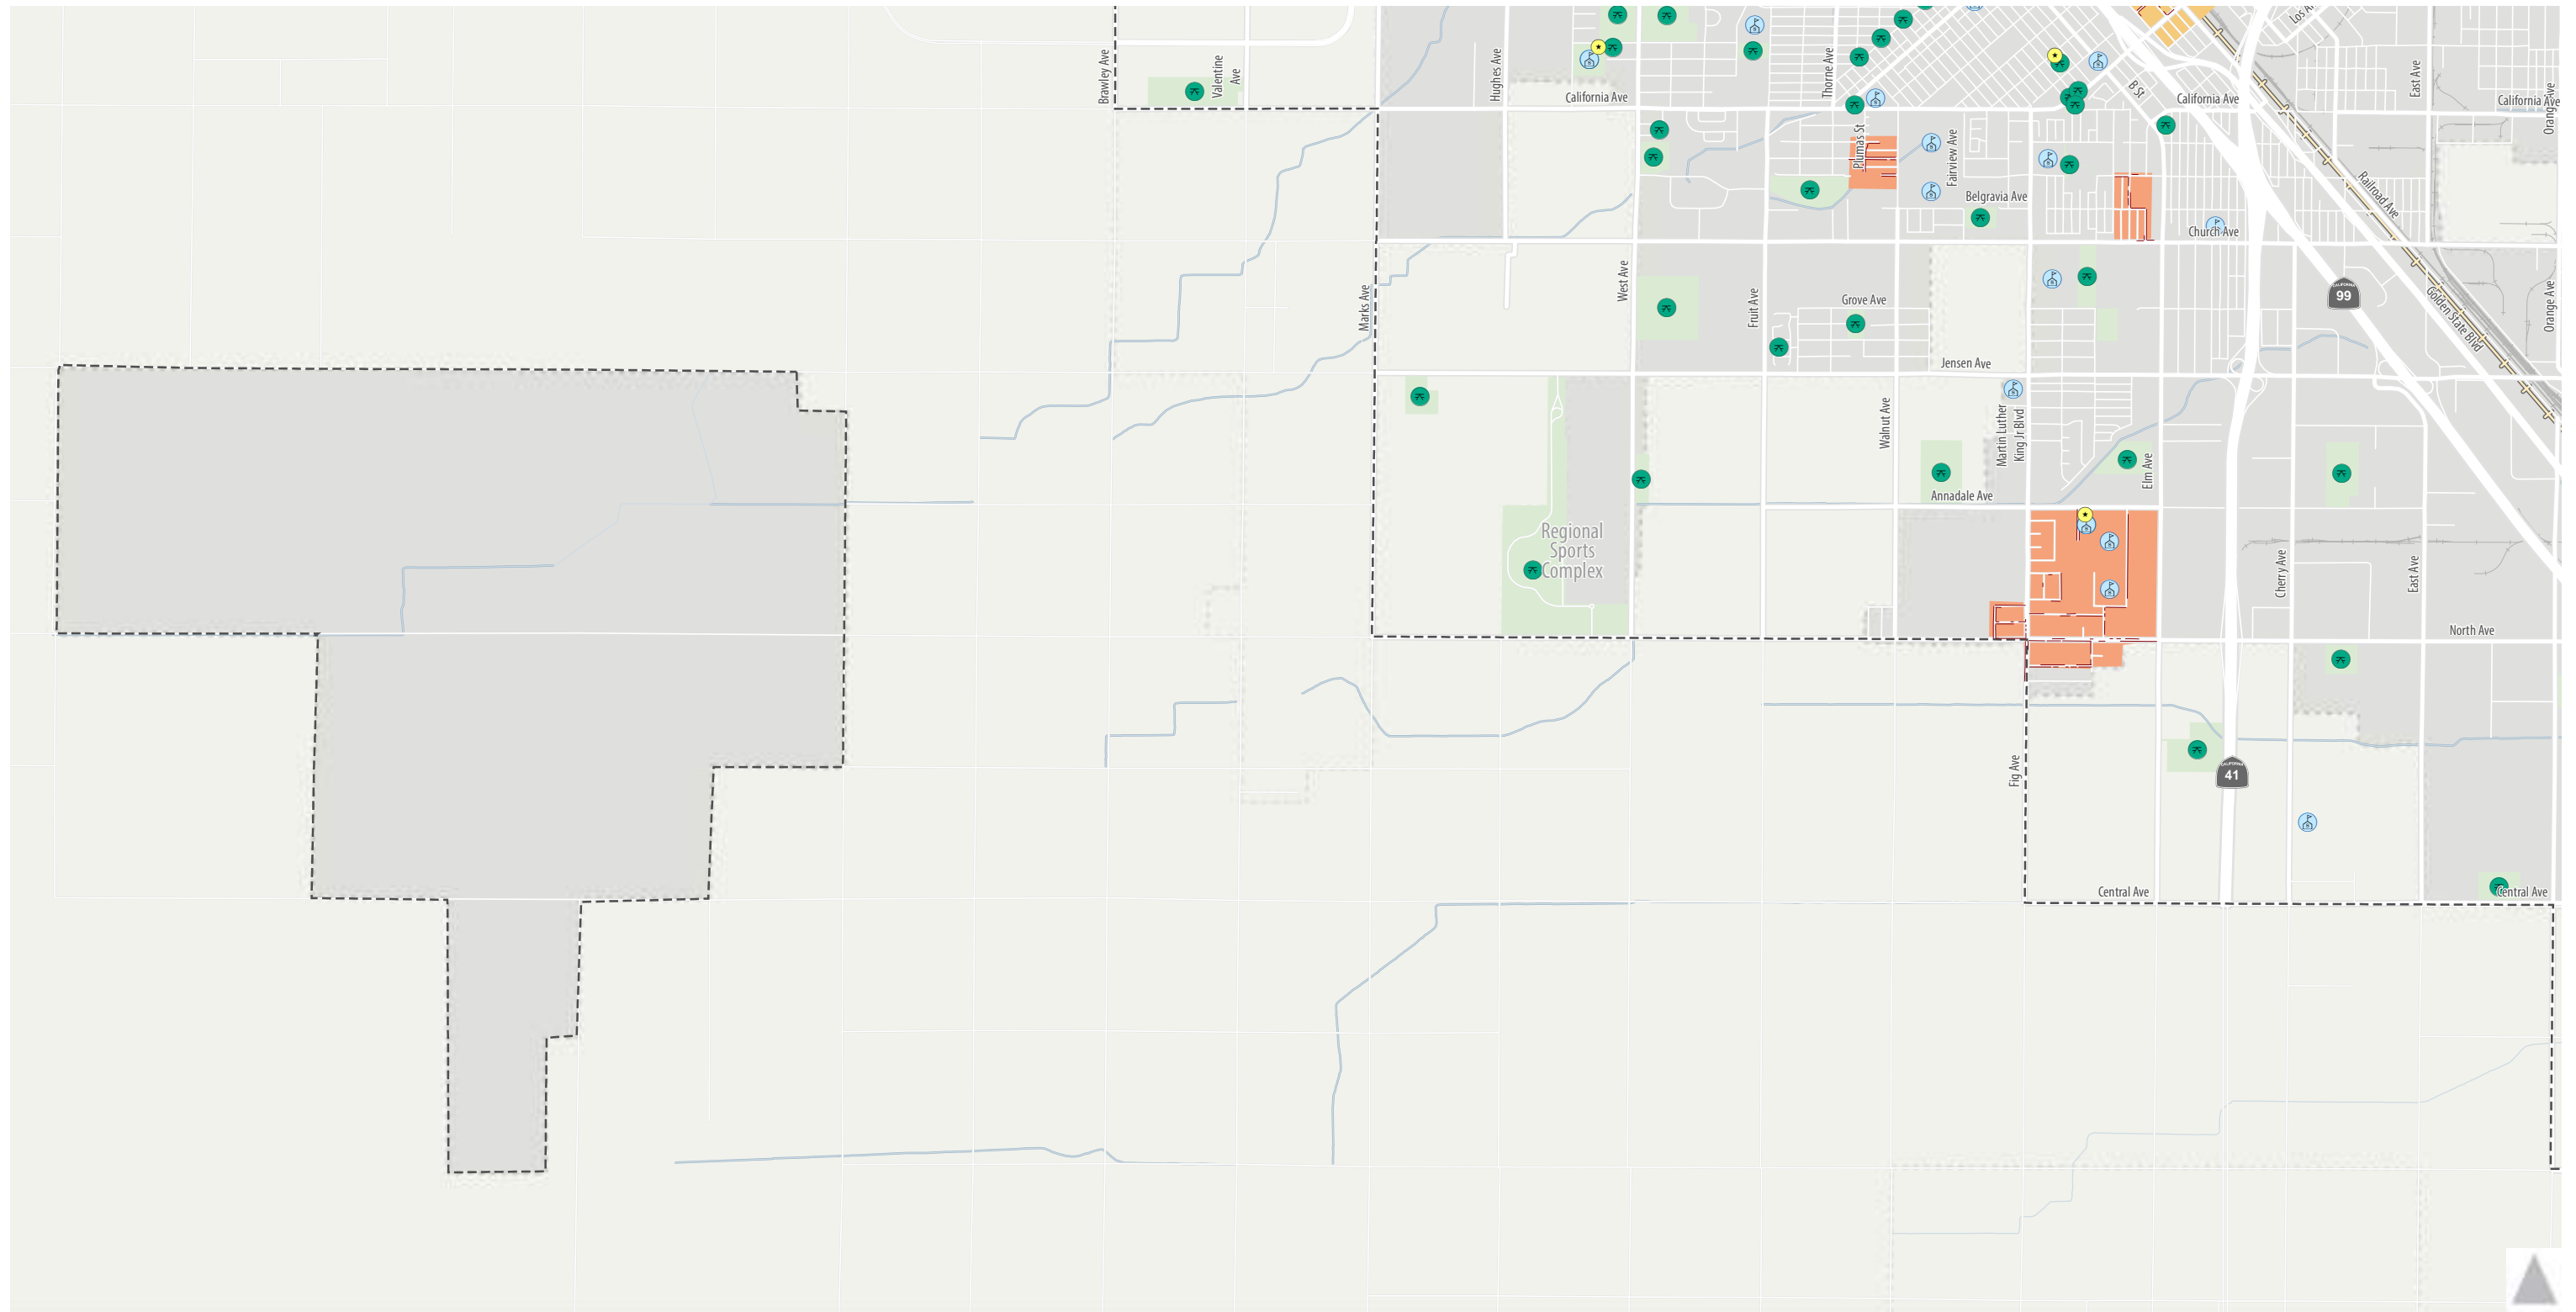 Los A
Brawley Ave
Valentine
Ave
Hughes Ave
California Ave
Thorne Ave
B St
California Ave
East Ave
California Ave
Orange Ave
Plumas St
Fairview Ave
Belgravia Ave
Railroad Ave
Church Ave
Marks Ave
West Ave
Fruit Ave
Grove Ave
CALIFORNIA
99
Golden State Blvd
Orange Ave
Jensen Ave
Walnut Ave
Martin Luther
King Jr Blvd
Elm Ave
Annadale Ave
Regional
Sports
Complex
Cherry Ave
East Ave
North Ave
Fig Ave
CALIFORNIA
41
Central Ave
Central Ave